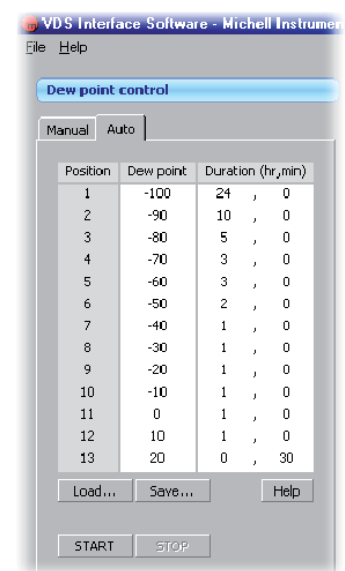 VDS Interface Software - Michell Instrume
File Help
Dew point control
Manual Auto
Position Dew point Duration (hr,min)
1 -100 24 , 0
2 -90 10 , 0
3 -80 5 , 0
4 -70 3 , 0
5 -60 3 , 0
6 -50 2 , 0
7 -40 1 , 0
8 -30 1 , 0
9 -20 1 , 0
10 -10 1 , 0
11 0 1 , 0
12 10 1 , 0
13 20 0 , 30
Load... Save... Help
START STOP